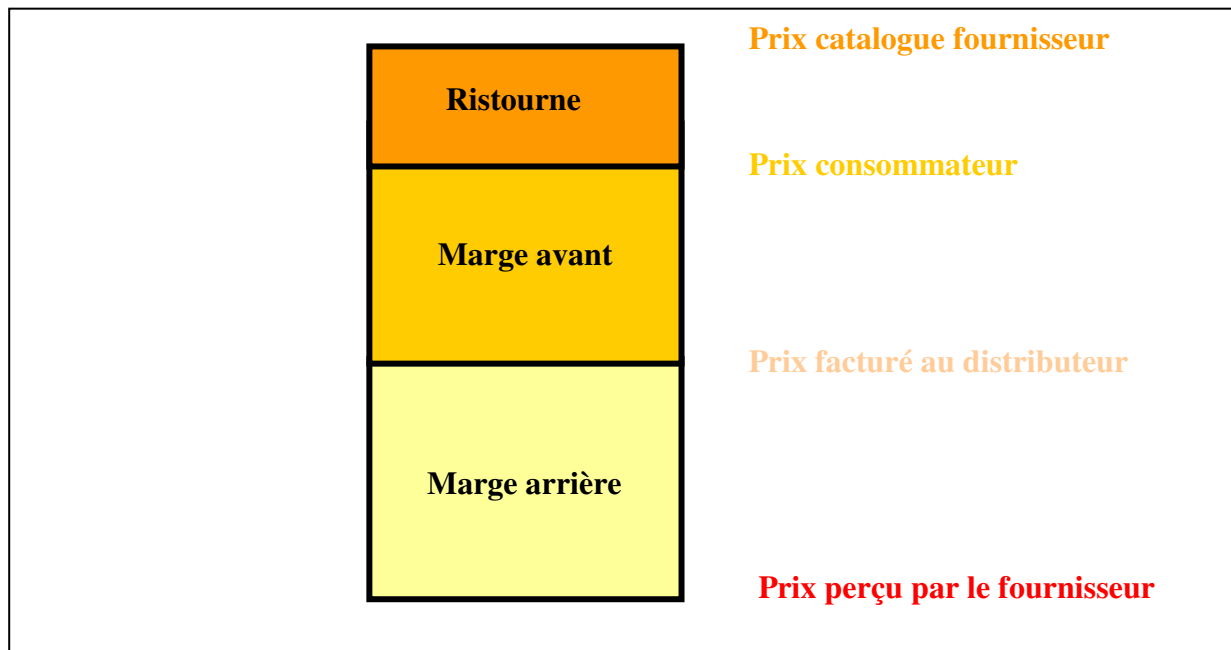 Prix catalogue fournisseur
Ristourne
Prix consommateur
Marge avant
Prix facturé au distributeur
Marge arrière
Prix perçu par le fournisseur